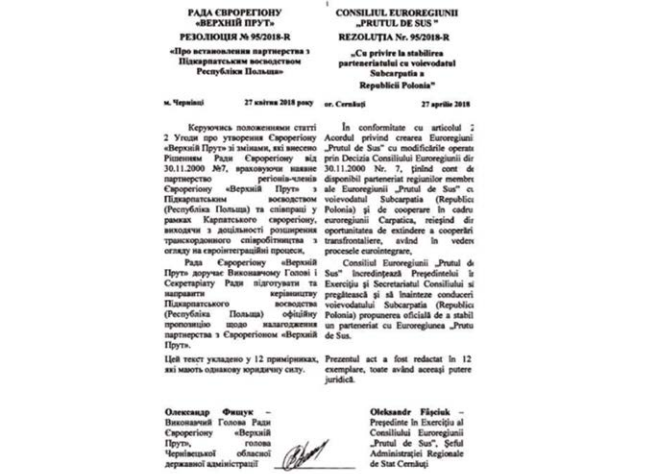 РАДА ЄВРОРЕГІОНУ
«ВЕРХНІЙ ПРУТ»
РЕЗОЛЮЦІЯ № 95/2018-R
«Про встановлення партнерства з
Підкарпатським воєводством
Республіки Польща»
м. Чернівці 27 квітня 2018 року
Керуючись положеннями статті
2 Угоди про утворення Єврорегіону
«Верхній Прут» зі змінами, які внесено
Рішенням Ради Єврорегіону від
30.11.2000 №7, враховуючи наявне
партнерство регіонів-членів
Єврорегіону «Верхній Прут» з
Підкарпатським воєводством
(Республіка Польща) та співпраці у
рамках Карпатського єврорегіону,
виходячи з доцільності розширення
транскордонного співробітництва з
огляду на євроінтеграційні процеси,
Рада Єврорегіону «Верхній
Прут» доручає Виконавчому Голові і
Секретаріату Ради підготувати та
направити керівництву
Підкарпатського воєводства
(Республіка Польща) офіційну
пропозицію щодо налагодження
партнерства з Єврорегіоном «Верхній
Прут».
Цей текст укладено у 12 примірниках,
які мають однакову юридичну силу.
Олександр Фищук –
Виконавчий Голова Ради
Єврорегіону «Верхній
Прут», голова
Чернівецької обласної
державної адміністрації
CONSILIUL EUROREGIUNII
„PRUTUL DE SUS"
REZOLUȚIA Nr. 95/2018-R
„Cu privire la stabilirea
parteneriatului cu voievodatul
Subcarpatia a
Republicii Polonia"
or. Cernăuți 27 aprilie 2018
În conformitate cu articolul 2
Acordul privind crearea Euroregiunii
„Prutul de Sus" cu modificările operate
prin Decizia Consiliului Euroregiunii din
30.11.2000 Nr. 7, ținind cont de
disponibil parteneriat regiunilor membre
ale Euroregiunii „Prutul de Sus" cu
voievodatul Subcarpatia (Republica
Polonia) și de cooperare în cadru
euroregiunii Carpatica, reieșind din
oportunitatea de extindere a cooperări
transfrontaliere, având în vedere
procesele eurointegrare,
Consiliul Euroregiunii „Prutul de
Sus" încredințează Președintelui în
Exercițiu și Secretariatul Consiliului să
pregătească și să înainteze conducerii
voievodatul Subcarpatia (Republica
Polonia) propunerea oficială de a stabili
un parteneriat cu Euroregiunea „Prutul
de Sus.
Prezentul act a fost redactat în 12
exemplare, toate având aceeași putere
juridică.
Oleksandr Fâșciuk –
Președinte în Exercițiu al
Consiliului Euroregiunii
„Prutul de Sus", Șeful
Administrației Regionale
de Stat Cernăuți